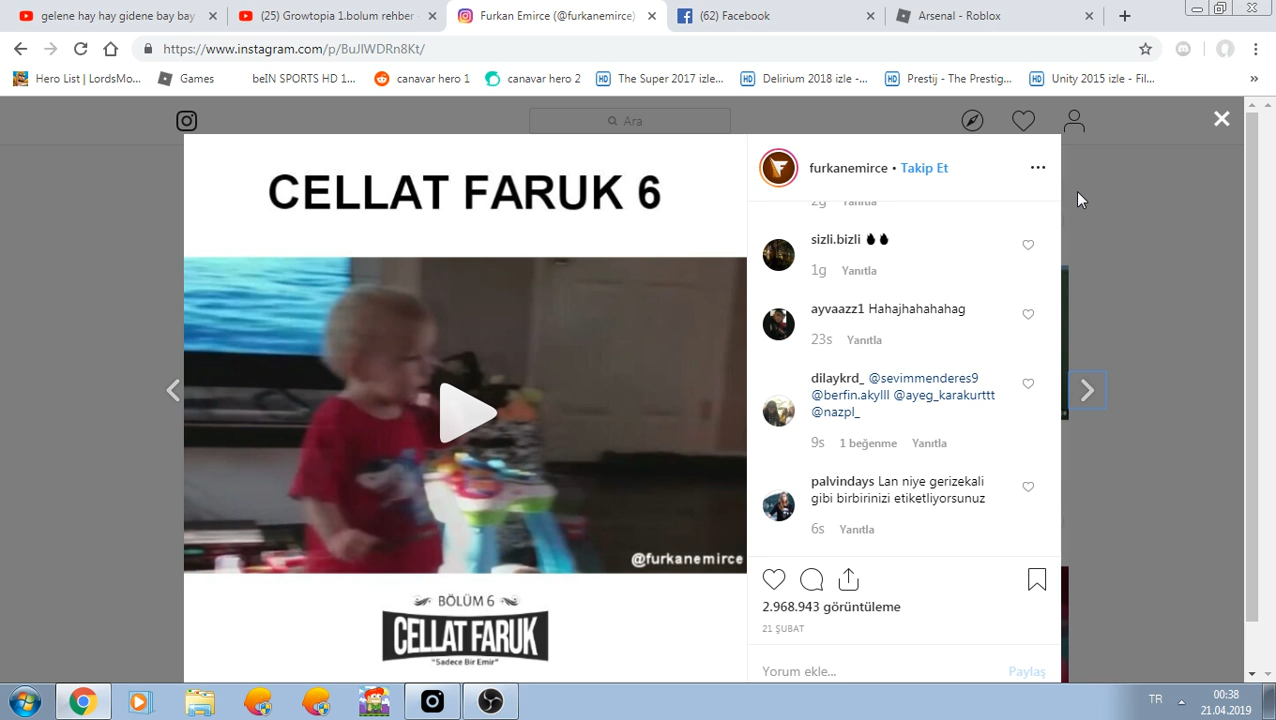 gelene hay hay gidene bay bay
(25) Growtopia 1.bolum rehber
Furkan Emirce (@furkanemirce)
(62) Facebook
Arsenal - Roblox
https://www.instagram.com/p/BuJIWDRn8Kt/
Hero List | LordsMo...
Games
beIN SPORTS HD 1...
canavar hero 1
canavar hero 2
The Super 2017 izle...
Delirium 2018 izle -...
Prestij - The Prestig...
Unity 2015 izle - Fil...
»
Ara
CELLAT FARUK 6
@furkanemirce
BÖLÜM 6
CELLAT FARUK
"Sadece Bir Emir"
furkanemirce • Takip Et
2g Yanıtla
sizli.bizli
1g Yanıtla
ayvaazz1 Hahajhahahahag
23s Yanıtla
dilaykrd_ @sevimmenderes9
@berfin.akylll @ayeg_karakurttt
@nazpl_
9s 1 beğenme Yanıtla
palvindays Lan niye gerizekali
gibi birbirinizi etiketliyorsunuz
6s Yanıtla
2.968.943 görüntüleme
21 ŞUBAT
Yorum ekle... Paylaş
TR
00:38
21.04.2019